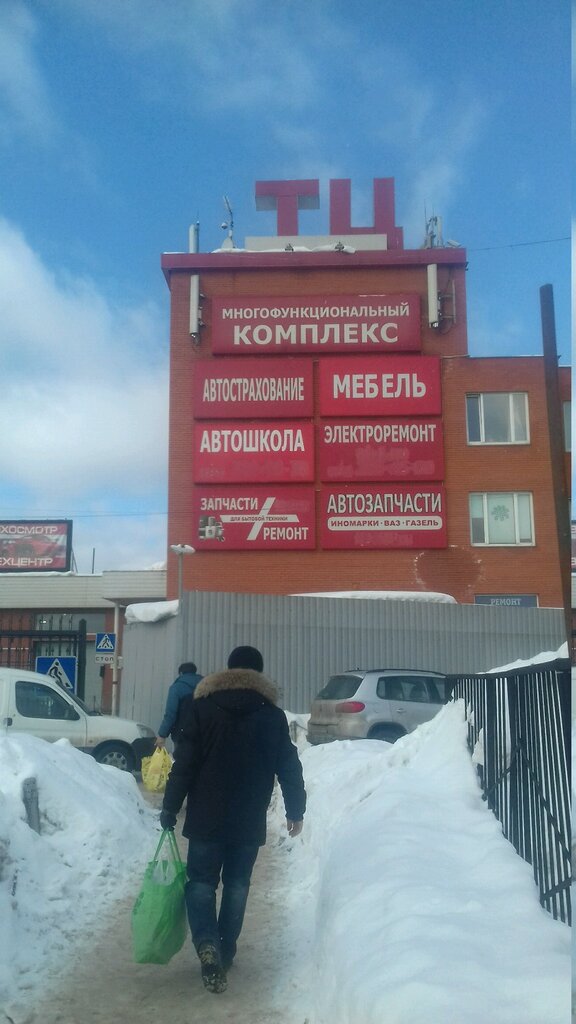 ТЦ
МНОГОФУНКЦИОНАЛЬНЫЙ
КОМПЛЕКС
АВТОСТРАХОВАНИЕ
МЕБЕЛЬ
АВТОШКОЛА
ЭЛЕКТРОРЕМОНТ
ЗАПЧАСТИ
ДЛЯ БЫТОВОЙ ТЕХНИКИ
РЕМОНТ
АВТОЗАПЧАСТИ
ИНОМАРКИ · ВАЗ · ГАЗЕЛЬ
ХОСМОТР
ЕХЦЕНТР
РЕМОНТ
СТОП